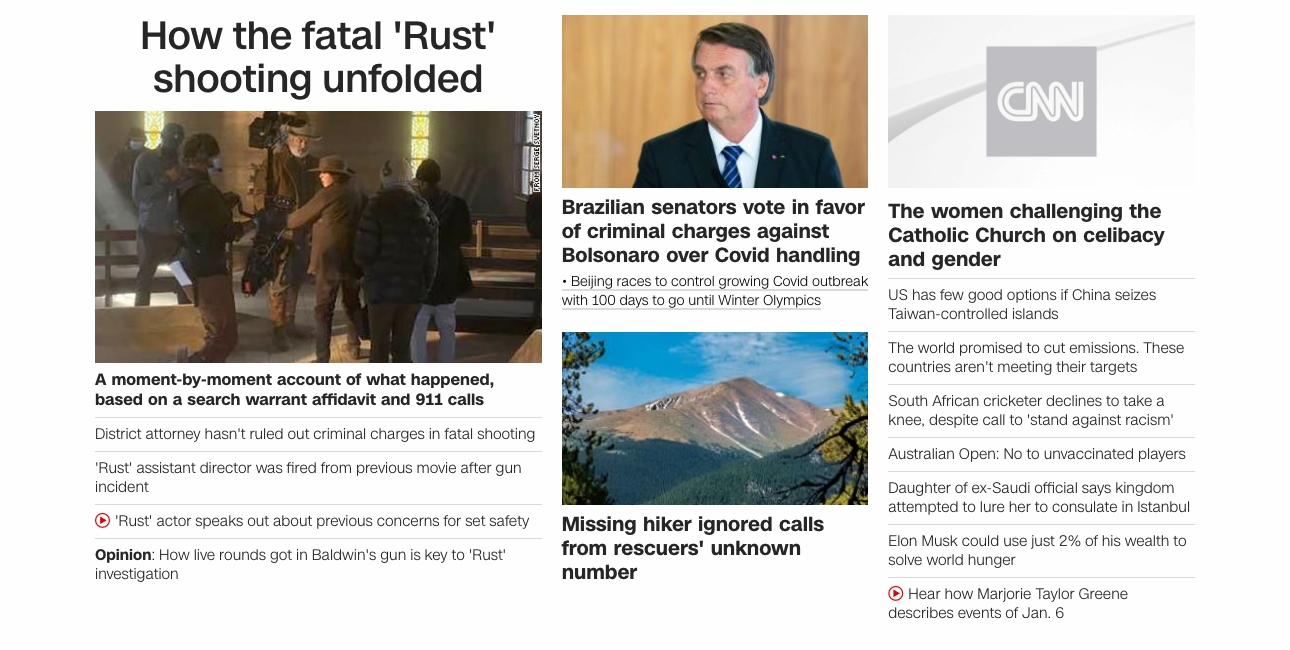 How the fatal 'Rust'
shooting unfolded
FROM SERGE SVETNOY
A moment-by-moment account of what happened,
based on a search warrant affidavit and 911 calls
District attorney hasn't ruled out criminal charges in fatal shooting
'Rust' assistant director was fired from previous movie after gun
incident
'Rust' actor speaks out about previous concerns for set safety
Opinion: How live rounds got in Baldwin's gun is key to 'Rust'
investigation
Brazilian senators vote in favor
of criminal charges against
Bolsonaro over Covid handling
• Beijing races to control growing Covid outbreak
with 100 days to go until Winter Olympics
Missing hiker ignored calls
from rescuers' unknown
number
CNN
The women challenging the
Catholic Church on celibacy
and gender
US has few good options if China seizes
Taiwan-controlled islands
The world promised to cut emissions. These
countries aren't meeting their targets
South African cricketer declines to take a
knee, despite call to 'stand against racism'
Australian Open: No to unvaccinated players
Daughter of ex-Saudi official says kingdom
attempted to lure her to consulate in Istanbul
Elon Musk could use just 2% of his wealth to
solve world hunger
Hear how Marjorie Taylor Greene
describes events of Jan. 6